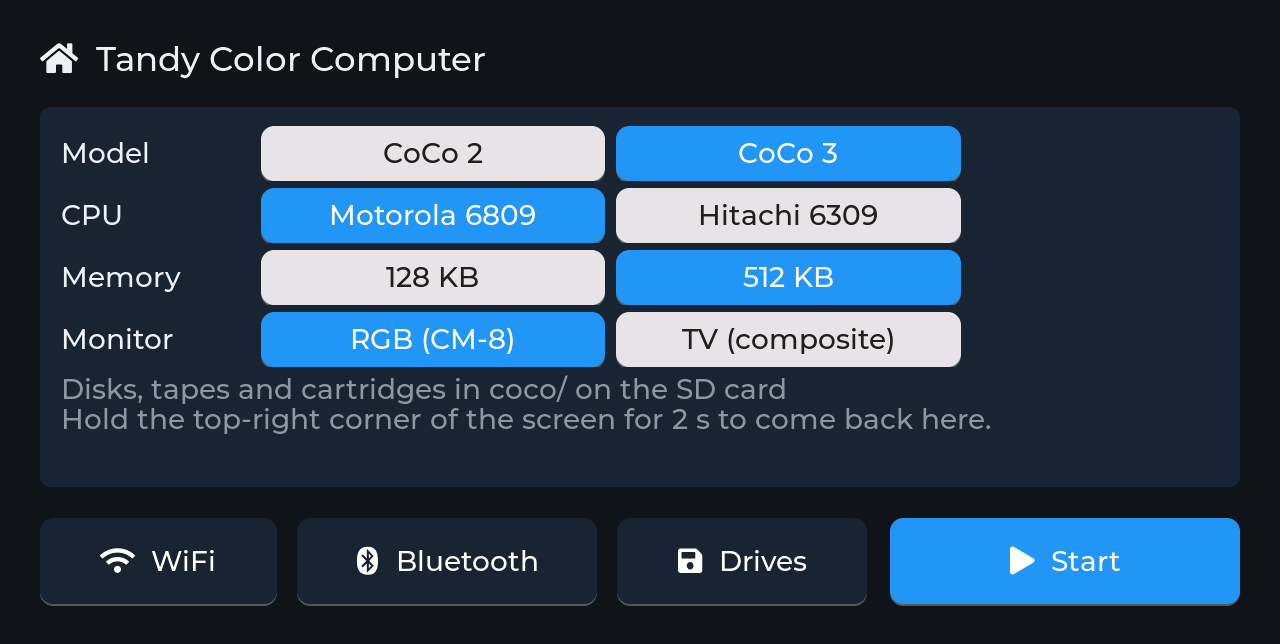 Tandy Color Computer
Model CoCo 2 CoCo 3
CPU Motorola 6809 Hitachi 6309
Memory 128 KB 512 KB
Monitor RGB (CM-8) TV (composite)
Disks, tapes and cartridges in coco/ on the SD card
Hold the top-right corner of the screen for 2 s to come back here.
WiFi Bluetooth Drives Start